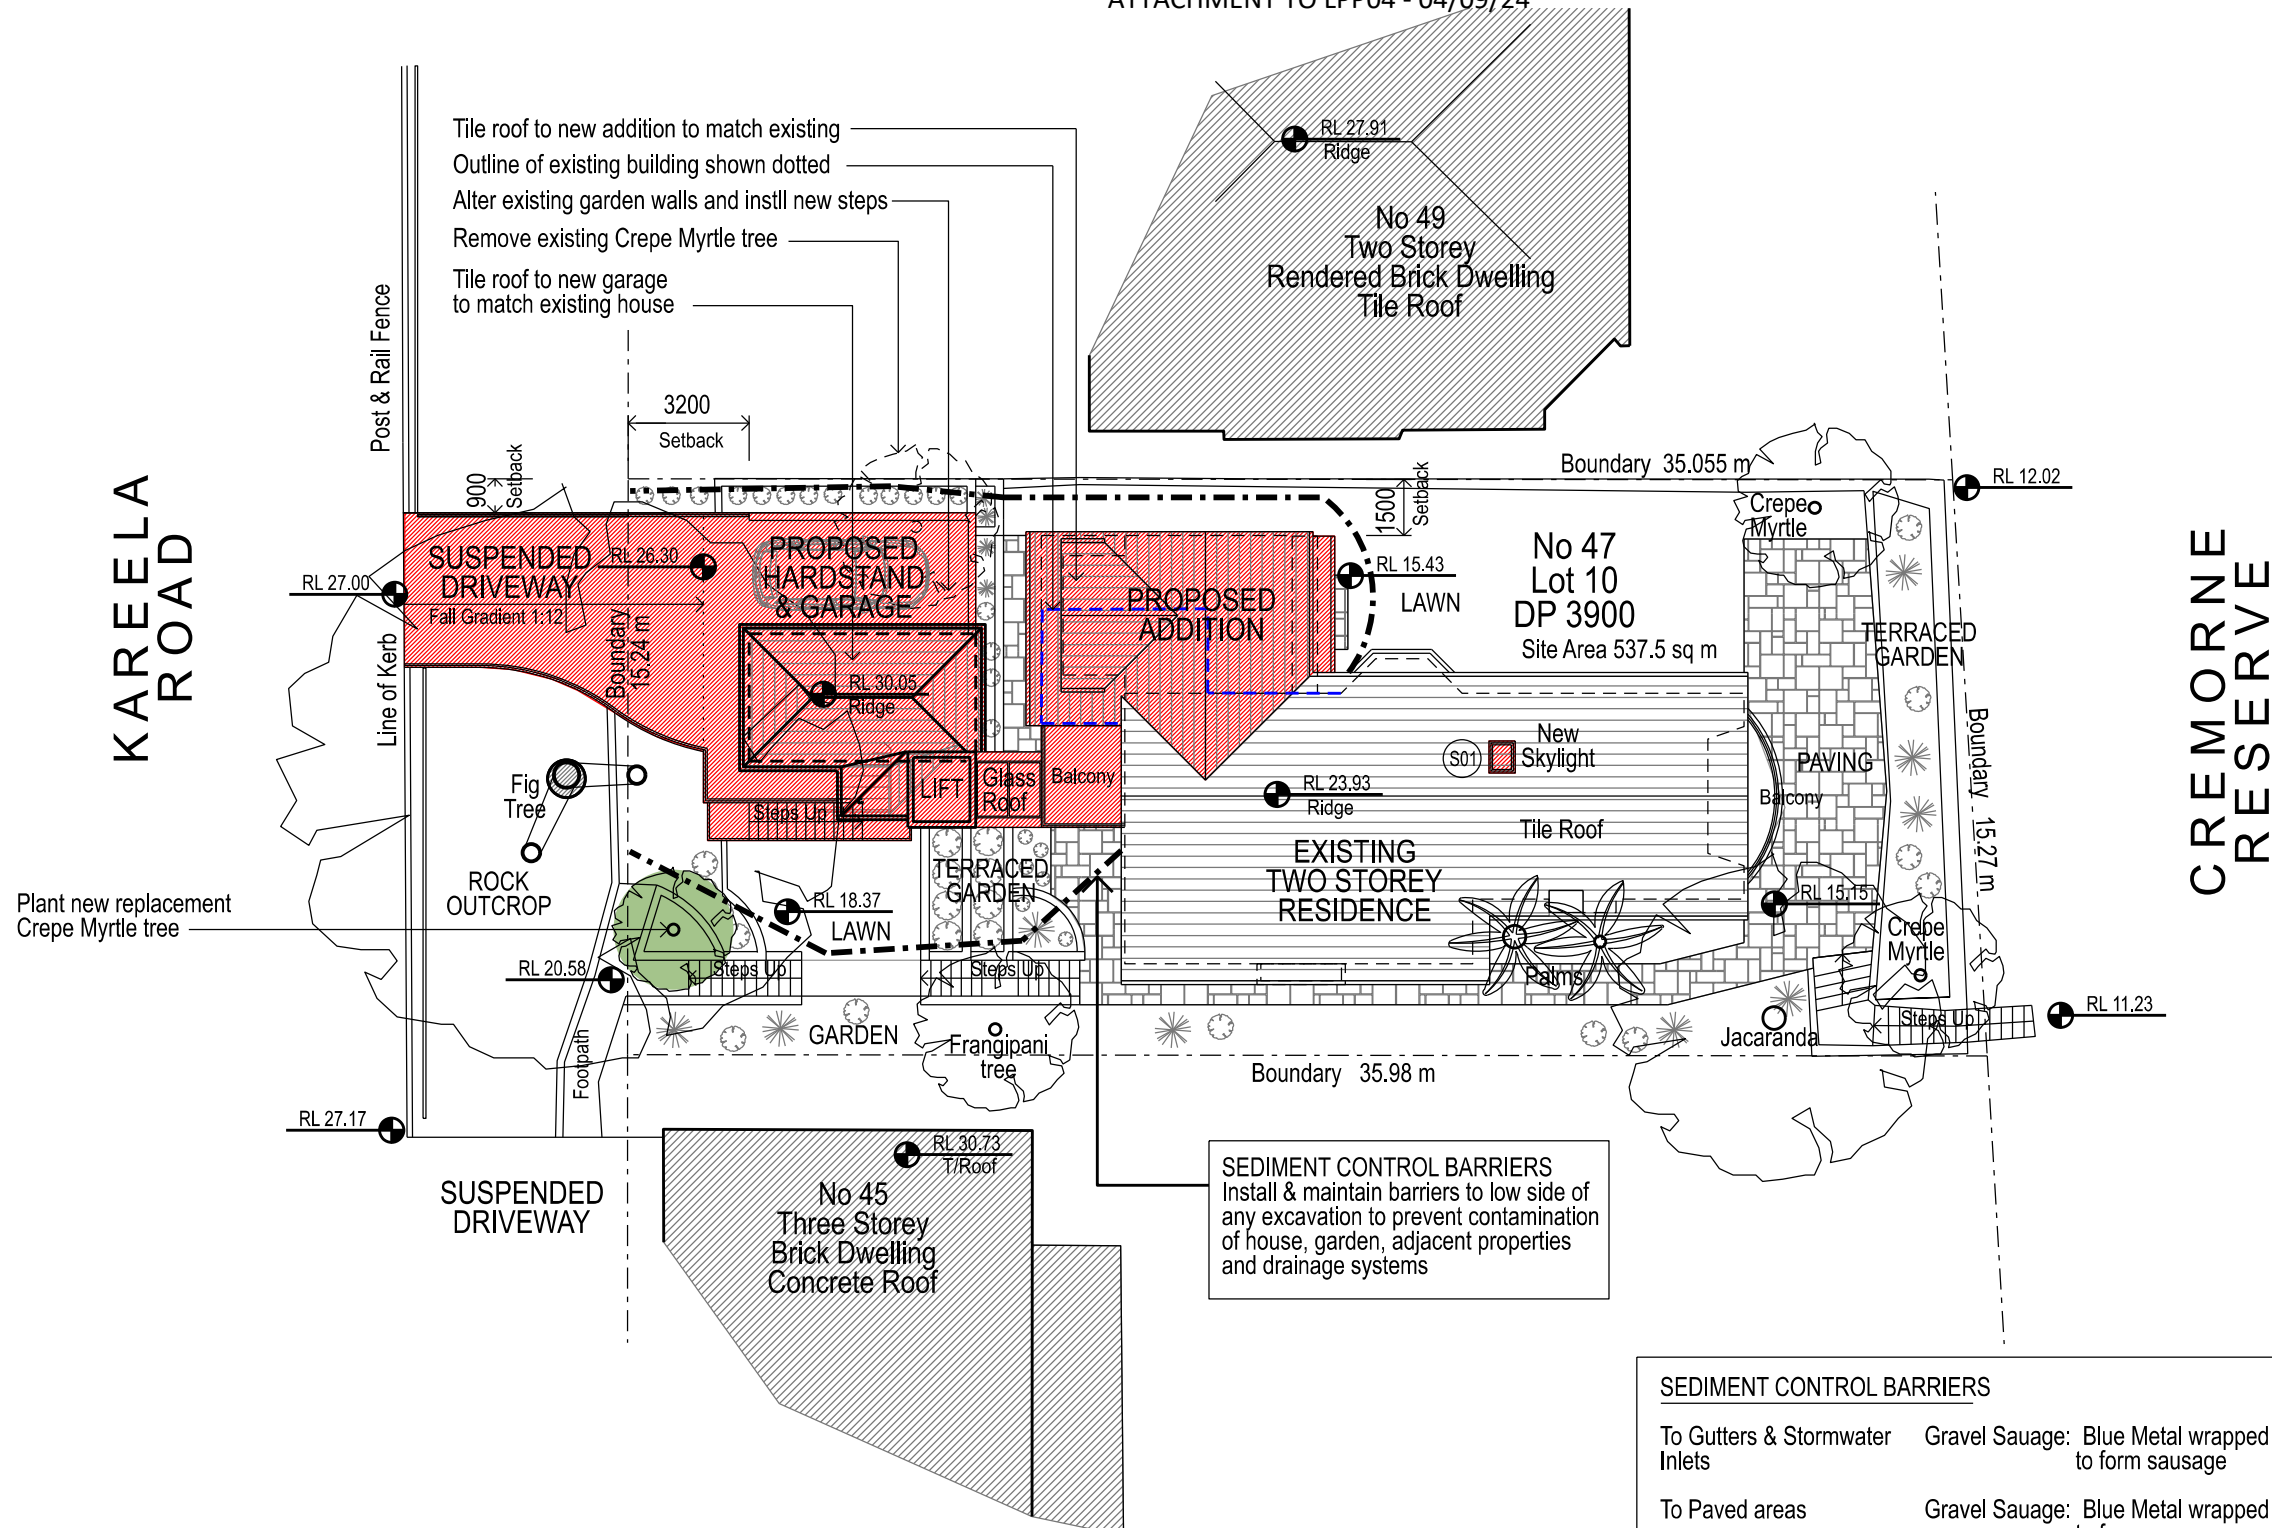 ATTACHMENT TO LPP04 - 04/09/24
Tile roof to new addition to match existing
Outline of existing building shown dotted
Alter existing garden walls and instll new steps
Remove existing Crepe Myrtle tree
Tile roof to new garage
to match existing house
Post & Rail Fence
3200
Setback
900
Setback
KAREELA
ROAD
RL 27.91
Ridge
No 49
Two Storey
Rendered Brick Dwelling
Tile Roof
Boundary 35.055 m
RL 12.02
1500
Setback
Crepe
Myrtle
SUSPENDED
DRIVEWAY
RL 26.30
RL 27.00
Fall Gradient 1:12
Boundary
15.24 m
Line of Kerb
PROPOSED
HARDSTAND
& GARAGE
RL 30.05
Ridge
PROPOSED
ADDITION
RL 15.43
LAWN
No 47
Lot 10
DP 3900
Site Area 537.5 sq m
TERRACED
GARDEN
CREMORNE
RESERVE
Boundary 15.27 m
New
Skylight
S01
PAVING
Balcony
RL 23.93
Ridge
Tile Roof
EXISTING
TWO STOREY
RESIDENCE
LIFT
Glass
Roof
Balcony
Steps Up
Fig
Tree
ROCK
OUTCROP
Plant new replacement
Crepe Myrtle tree
RL 18.37
LAWN
TERRACED
GARDEN
RL 15.15
Crepe
Myrtle
RL 20.58
Steps Up
Steps Up
Palms
Steps Up
RL 11.23
Jacaranda
GARDEN
Frangipani
tree
Footpath
Boundary 35.98 m
RL 27.17
SUSPENDED
DRIVEWAY
RL 30.73
T/Roof
No 45
Three Storey
Brick Dwelling
Concrete Roof
SEDIMENT CONTROL BARRIERS
Install & maintain barriers to low side of
any excavation to prevent contamination
of house, garden, adjacent properties
and drainage systems
SEDIMENT CONTROL BARRIERS
To Gutters & Stormwater Gravel Sauage: Blue Metal wrapped
Inlets to form sausage
To Paved areas Gravel Sauage: Blue Metal wrapped